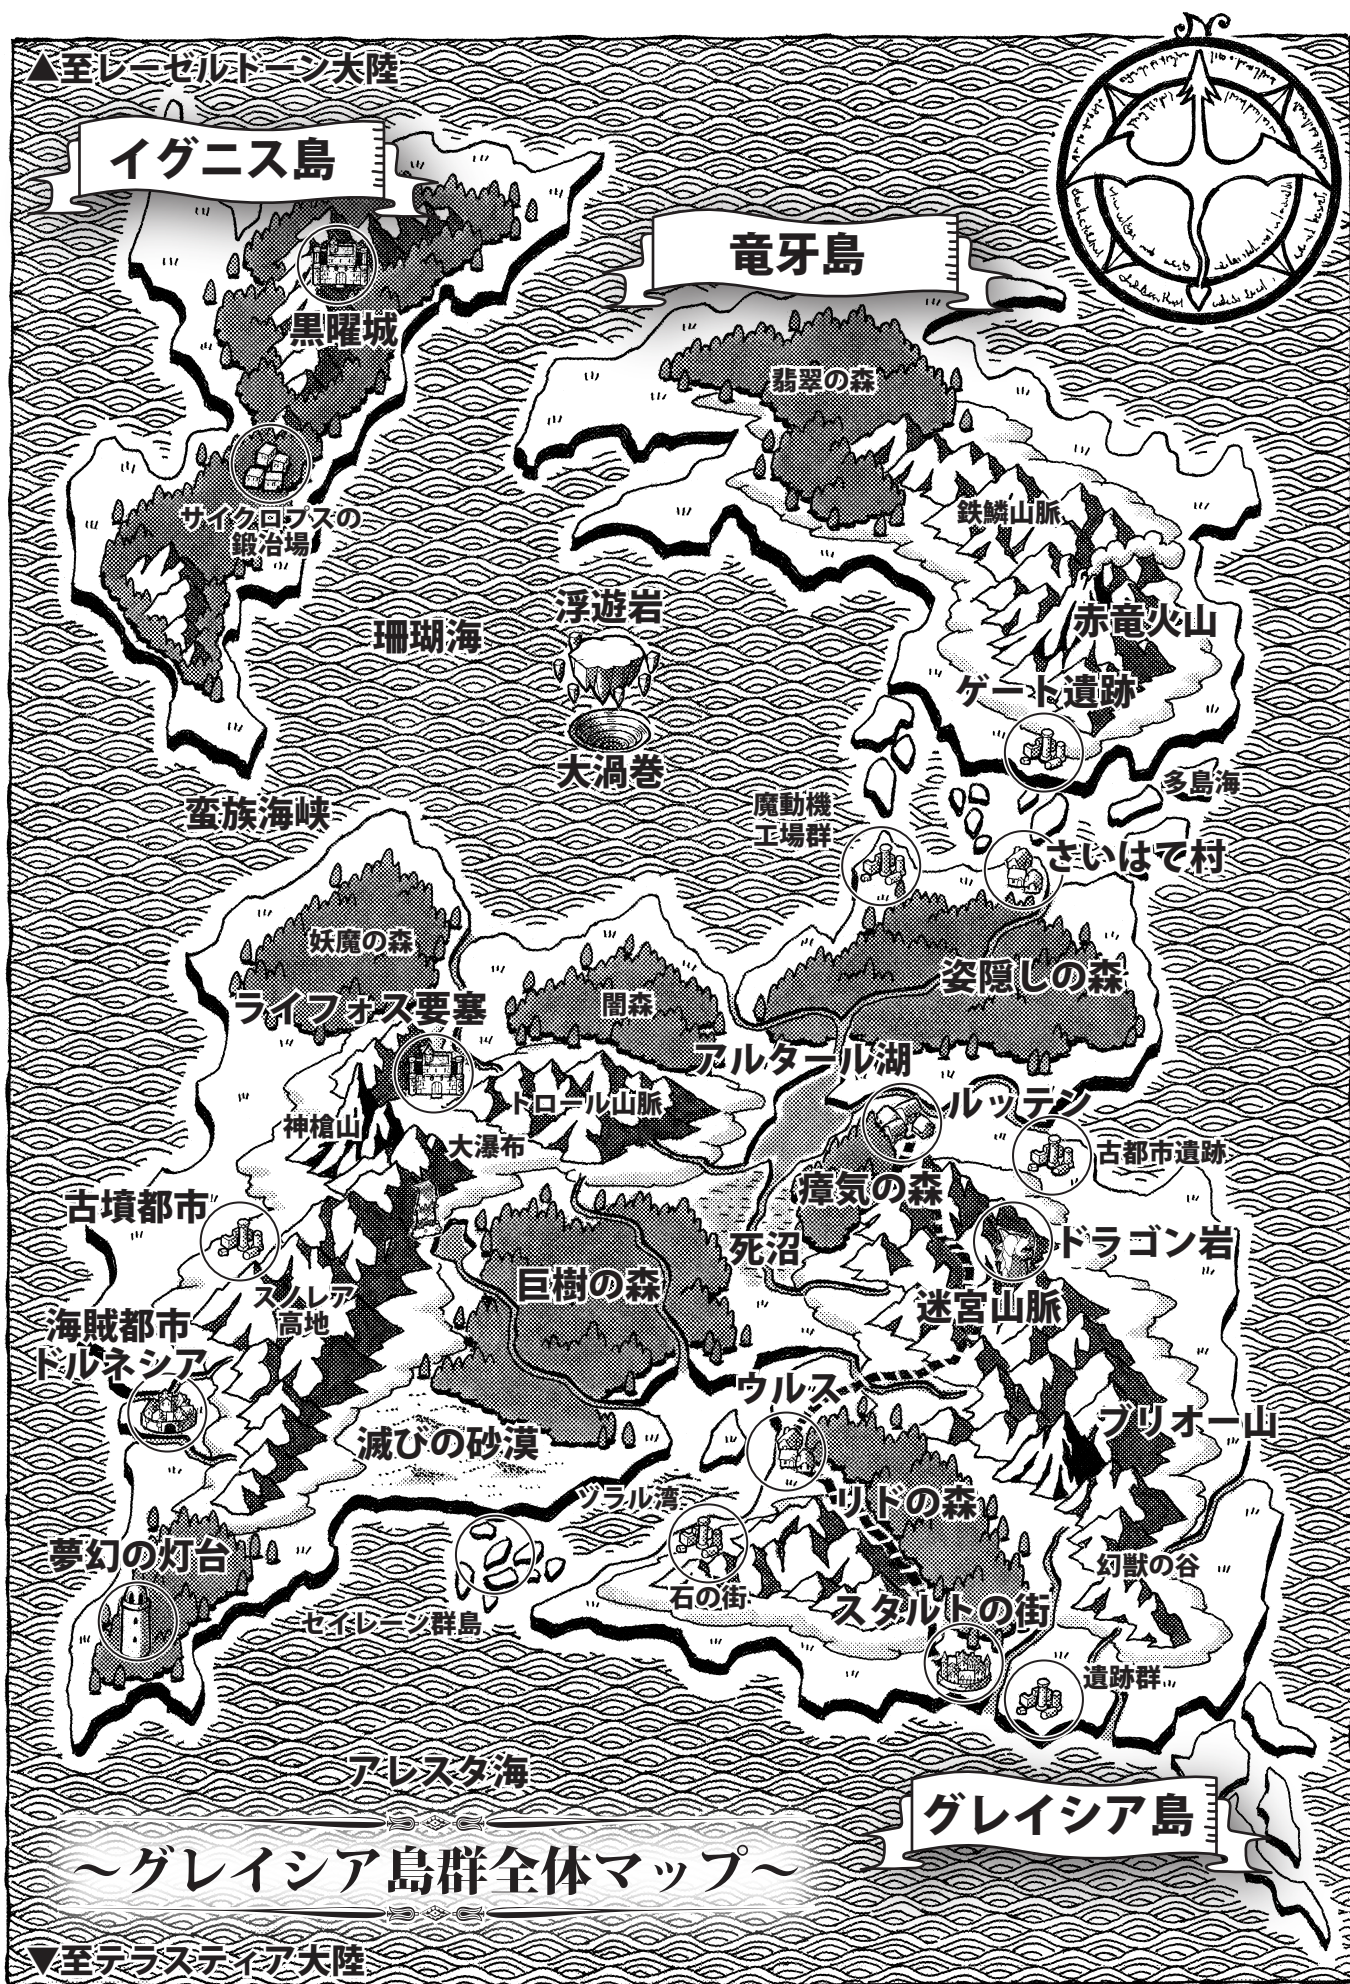 ▲至レーゼルドーン大陸
イグニス島
竜牙島
黒曜城
翡翠の森
サイクロプスの
鍛冶場
鉄鱗山脈
浮遊岩
珊瑚海
赤竜火山
ゲート遺跡
大渦巻
多島海
蛮族海峡
魔動機
工場群
さいはて村
妖魔の森
姿隠しの森
ライフォス要塞
闇森
アルタール湖
トロール山脈
ルッテン
神槍山
大瀑布
古都市遺跡
瘴気の森
古墳都市
死沼
ドラゴン岩
巨樹の森
スノレア
高地
迷宮山脈
海賊都市
ドルネシア
ウルス
ブリオー山
滅びの砂漠
ゾラル湾
リドの森
夢幻の灯台
幻獣の谷
石の街
スタルトの街
セイレーン群島
遺跡群
アレスタ海
グレイシア島
～グレイシア島群全体マップ～
▼至テラスティア大陸